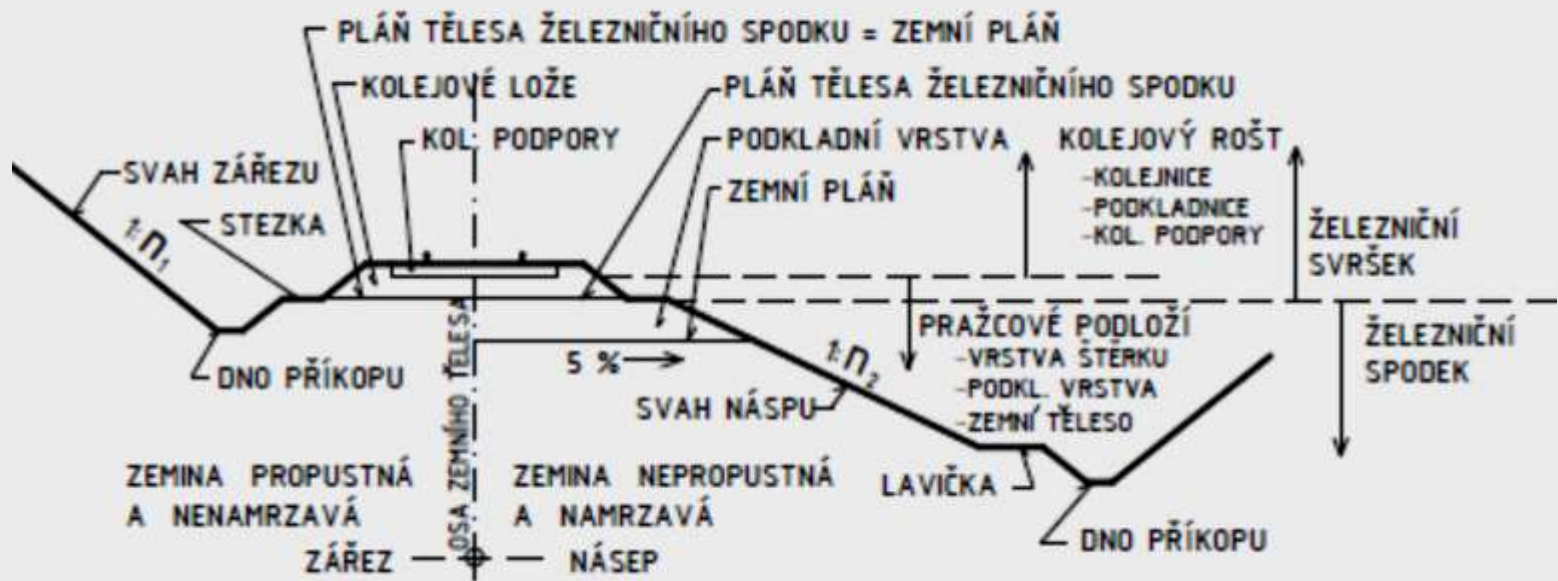 PLÁŇ TĚLESA ŽELEZNIČNÍHO SPODKU = ZEMNÍ PLÁŇ
KOLEJOVÉ LOŽE
PLÁŇ TĚLESA ŽELEZNIČNÍHO SPODKU
KOL. PODPORY
PODKLADNÍ VRSTVA
KOLEJOVÝ ROŠT
-KOLEJNICE
-PODKLADNICE
-KOL. PODPORY
SVAH ZÁŘEZU
ZEMNÍ PLÁŇ
STEZKA
1:n₁
ŽELEZNIČNÍ
SVRŠEK
PRAŽCOVÉ PODLOŽÍ
-VRSTVA ŠTĚRKU
-PODKL. VRSTVA
-ZEMNÍ TĚLESO
ŽELEZNIČNÍ
SPODEK
DNO PŘÍKOPU
5 %
1:n₂
SVAH NÁSPU
OSA ZEMNÍHO TĚLESA
ZEMINA PROPUSTNÁ
A NENAMRZAVÁ
ZEMINA NEPROPUSTNÁ
A NAMRZAVÁ
LAVIČKA
DNO PŘÍKOPU
ZÁŘEZ
NÁSEP